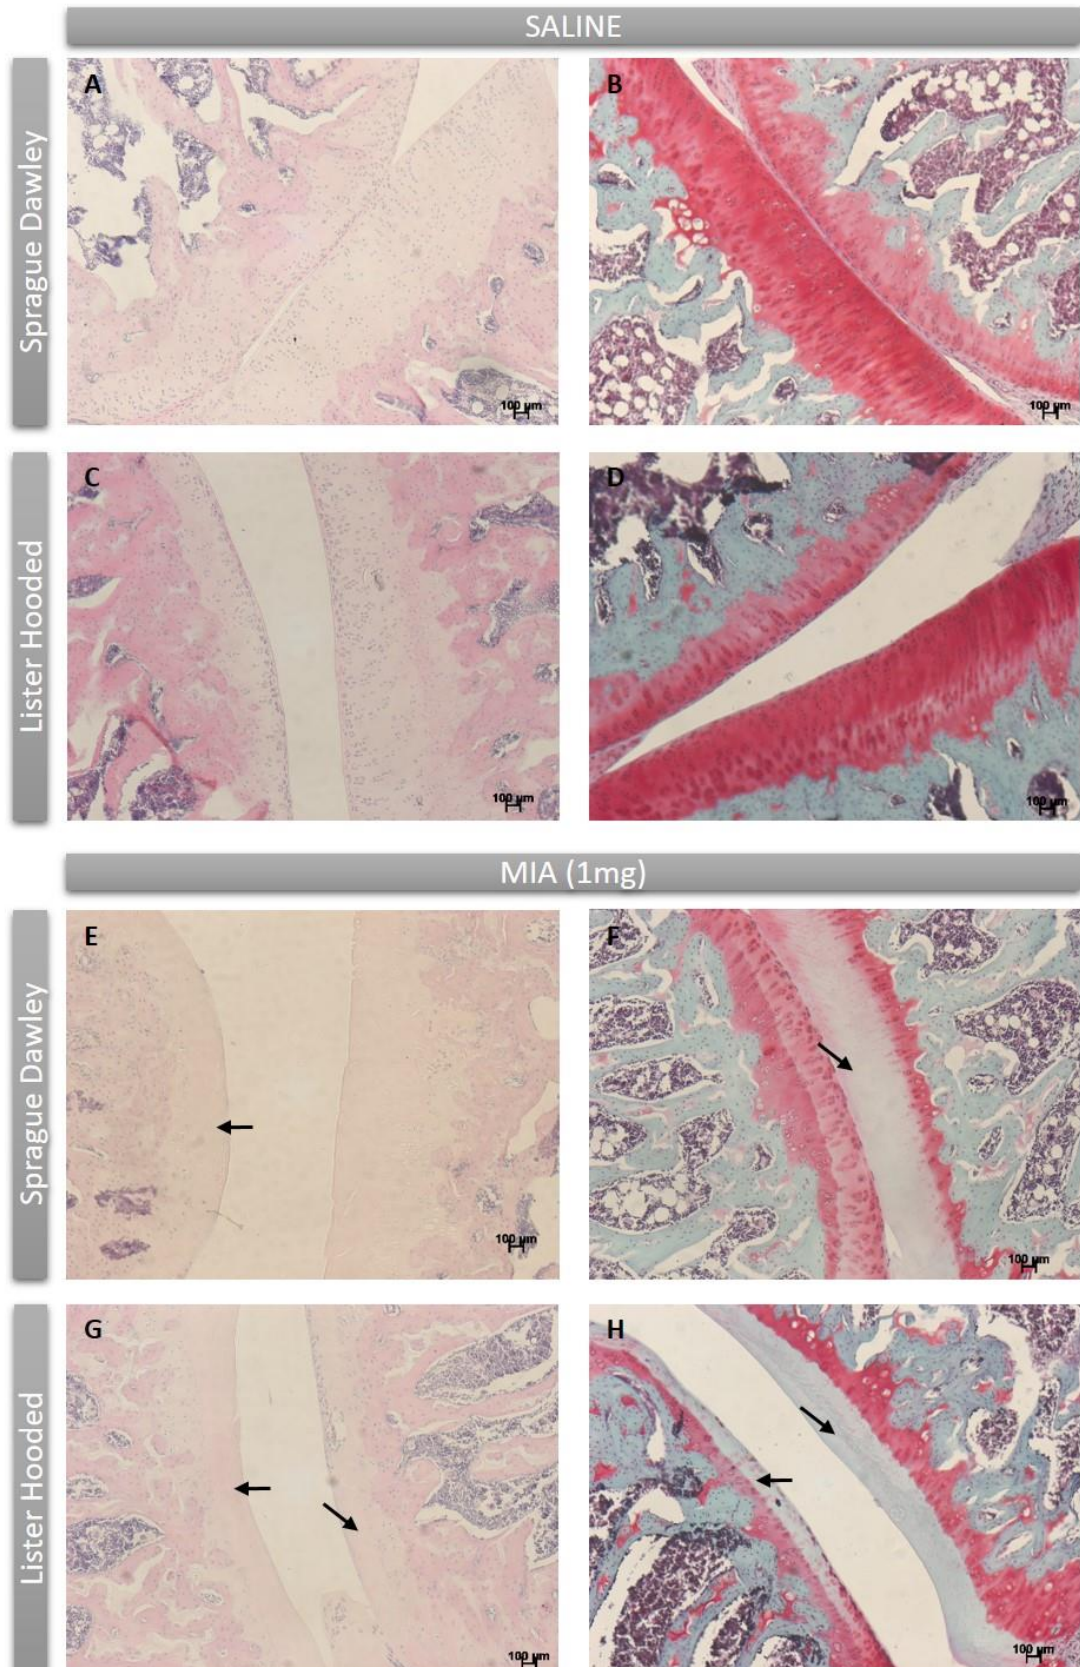 SALINE
Sprague Dawley
A
100 µm
B
100 µm
Lister Hooded
C
100 µm
D
100 µm
MIA (1mg)
Sprague Dawley
E
100 µm
F
100 µm
Lister Hooded
G
100 µm
H
100 µm